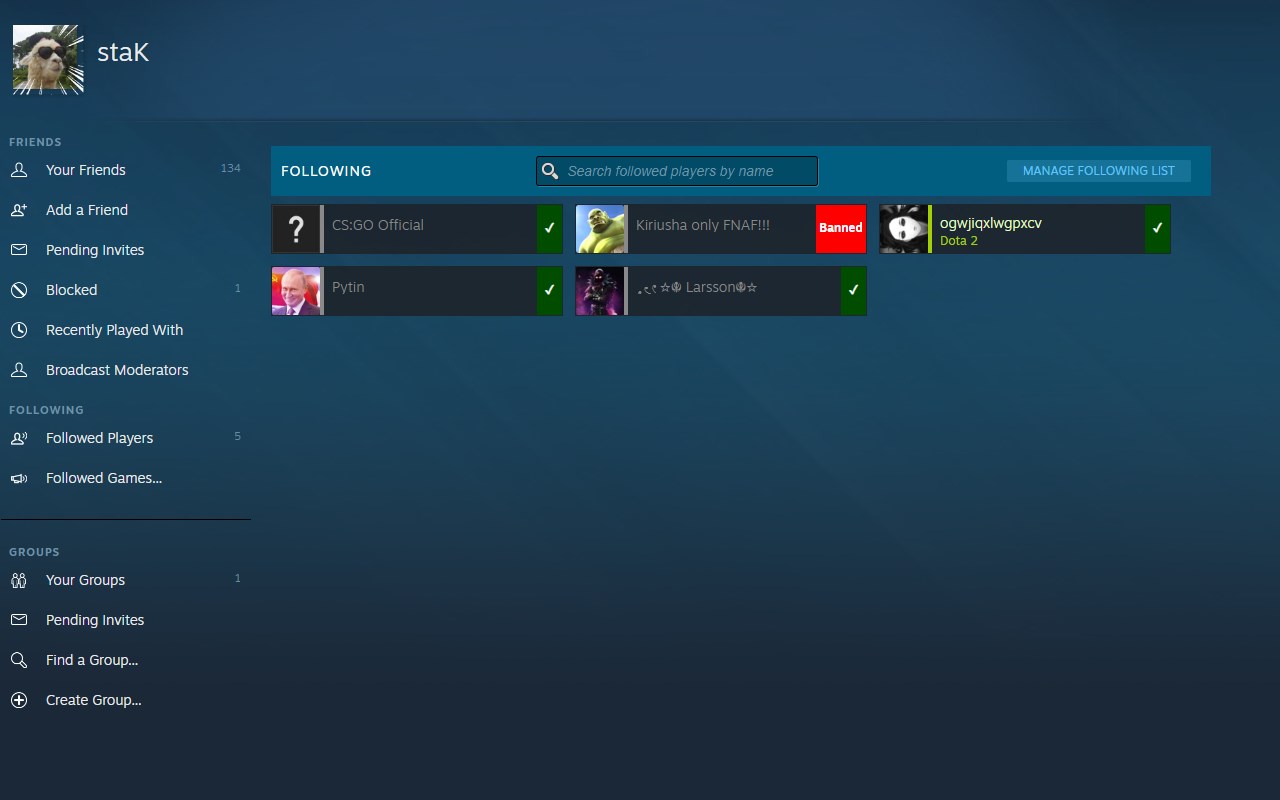 staK
FRIENDS
Your Friends 134
Add a Friend
Pending Invites
Blocked 1
Recently Played With
Broadcast Moderators
FOLLOWING
Followed Players 5
Followed Games...
GROUPS
Your Groups 1
Pending Invites
Find a Group...
Create Group...
FOLLOWING Search followed players by name MANAGE FOLLOWING LIST
CS:GO Official ✓
Kiriusha only FNAF!!! Banned
ogwjiqxlwgpxcv ✓
Dota 2
Pytin ✓
☆☬ Larsson☬☆ ✓